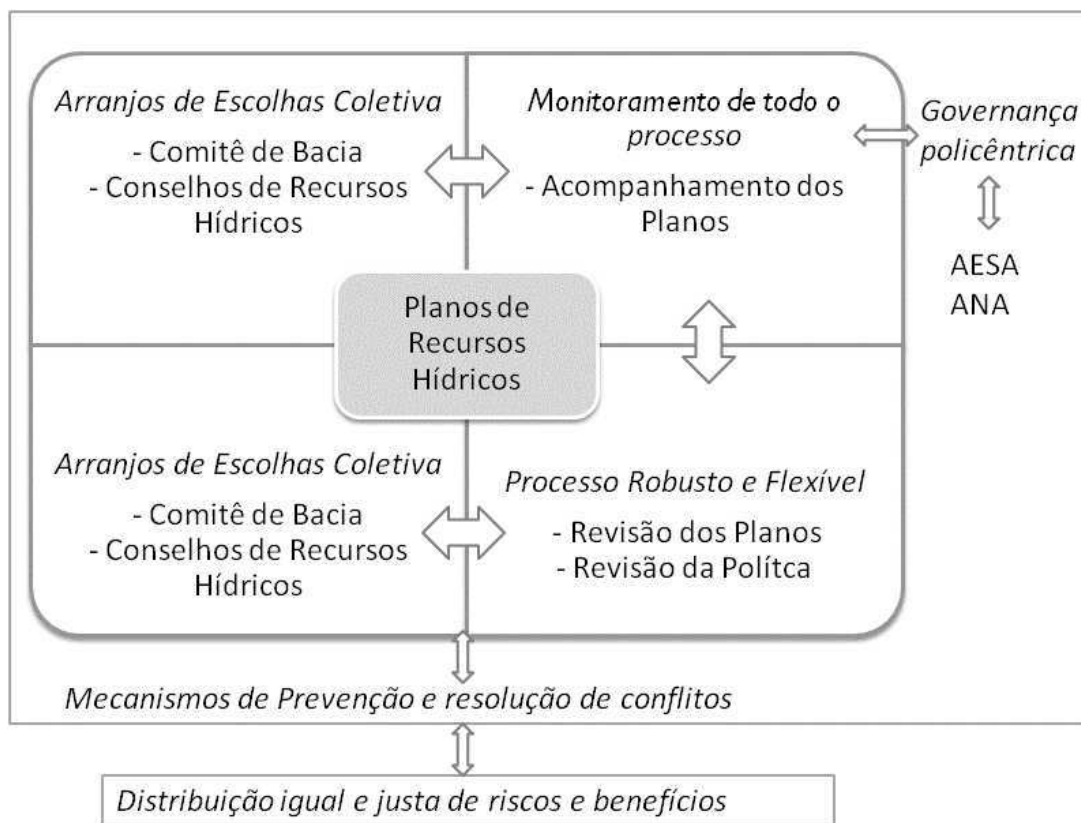 Arranjos de Escolhas Coletiva
- Comitê de Bacia
- Conselhos de Recursos
Hídricos
Monitoramento de todo o
processo
- Acompanhamento dos
Planos
Governança
policêntrica
AESA
ANA
Planos de
Recursos
Hídricos
Arranjos de Escolhas Coletiva
- Comitê de Bacia
- Conselhos de Recursos
Hídricos
Processo Robusto e Flexível
- Revisão dos Planos
- Revisão da Polítca
Mecanismos de Prevenção e resolução de conflitos
Distribuição igual e justa de riscos e benefícios